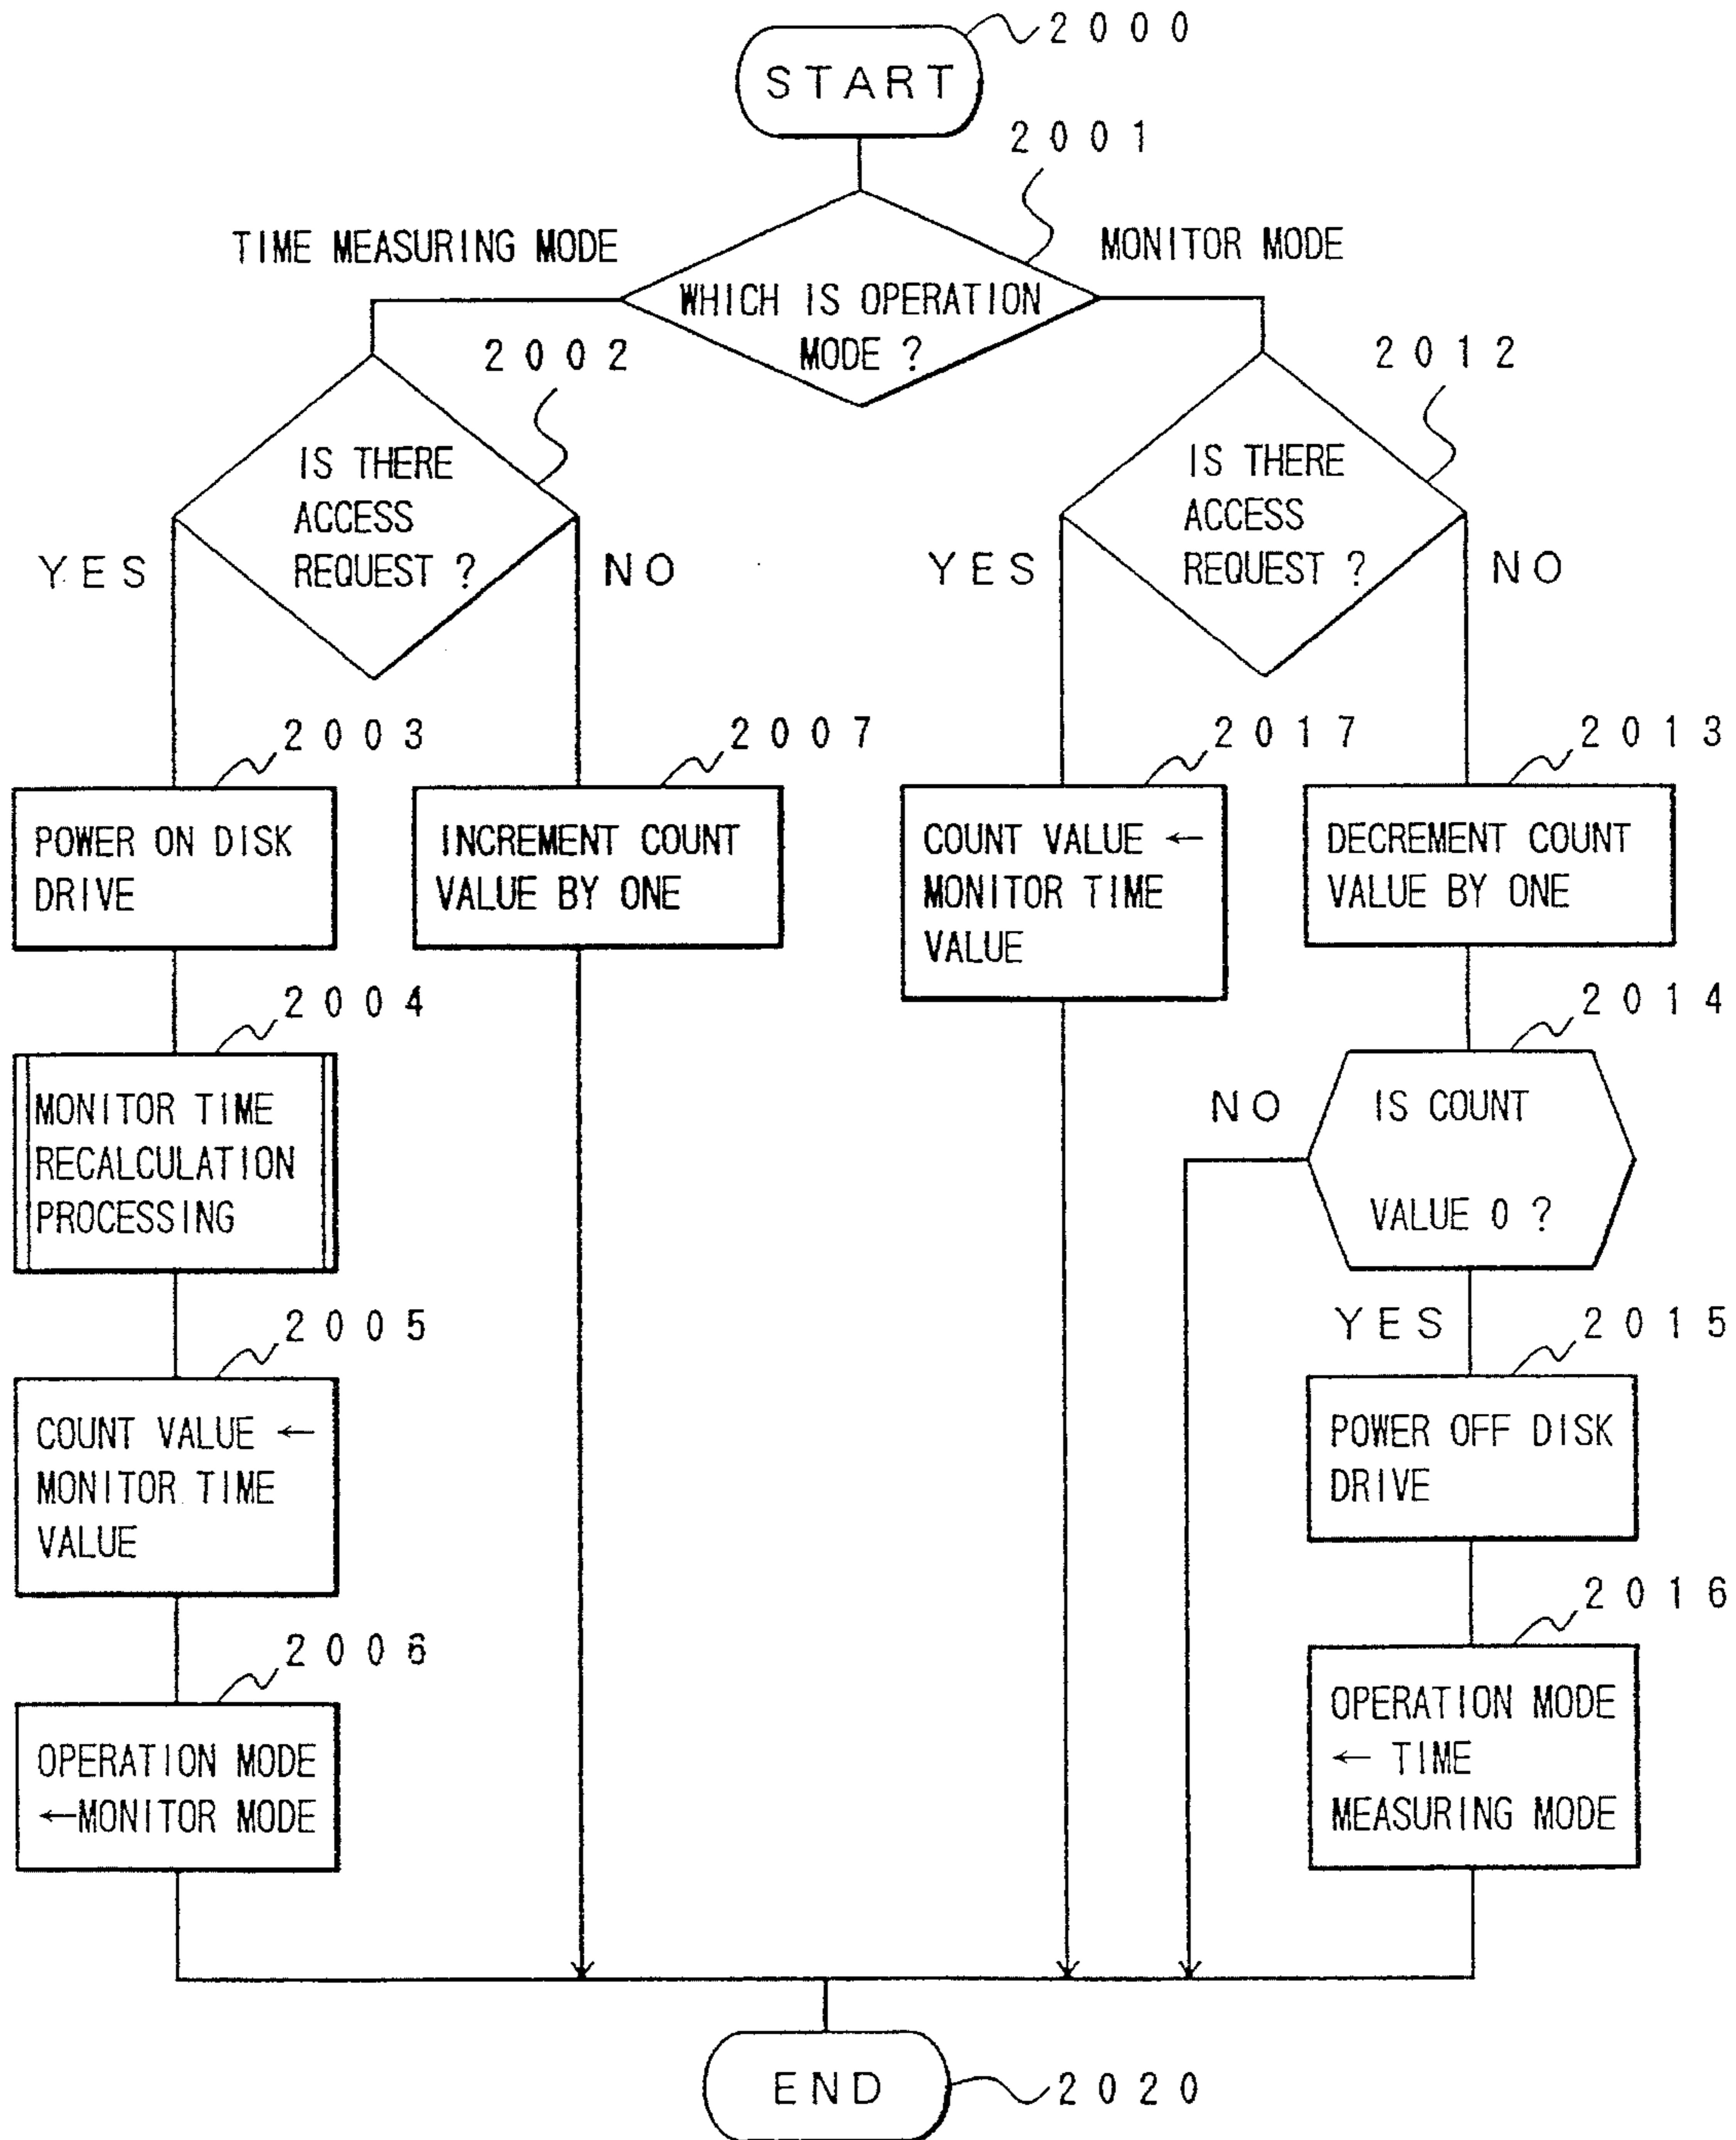 2000
START
2001
TIME MEASURING MODE
MONITOR MODE
WHICH IS OPERATION
MODE ?
2002
2012
IS THERE
ACCESS
REQUEST ?
YES
NO
IS THERE
ACCESS
REQUEST ?
YES
NO
2003
POWER ON DISK
DRIVE
2007
INCREMENT COUNT
VALUE BY ONE
2017
COUNT VALUE ←
MONITOR TIME
VALUE
2013
DECREMENT COUNT
VALUE BY ONE
2004
MONITOR TIME
RECALCULATION
PROCESSING
2014
NO
IS COUNT
VALUE 0 ?
YES
2005
COUNT VALUE ←
MONITOR TIME
VALUE
2015
POWER OFF DISK
DRIVE
2006
OPERATION MODE
←MONITOR MODE
2016
OPERATION MODE
← TIME
MEASURING MODE
END
2020